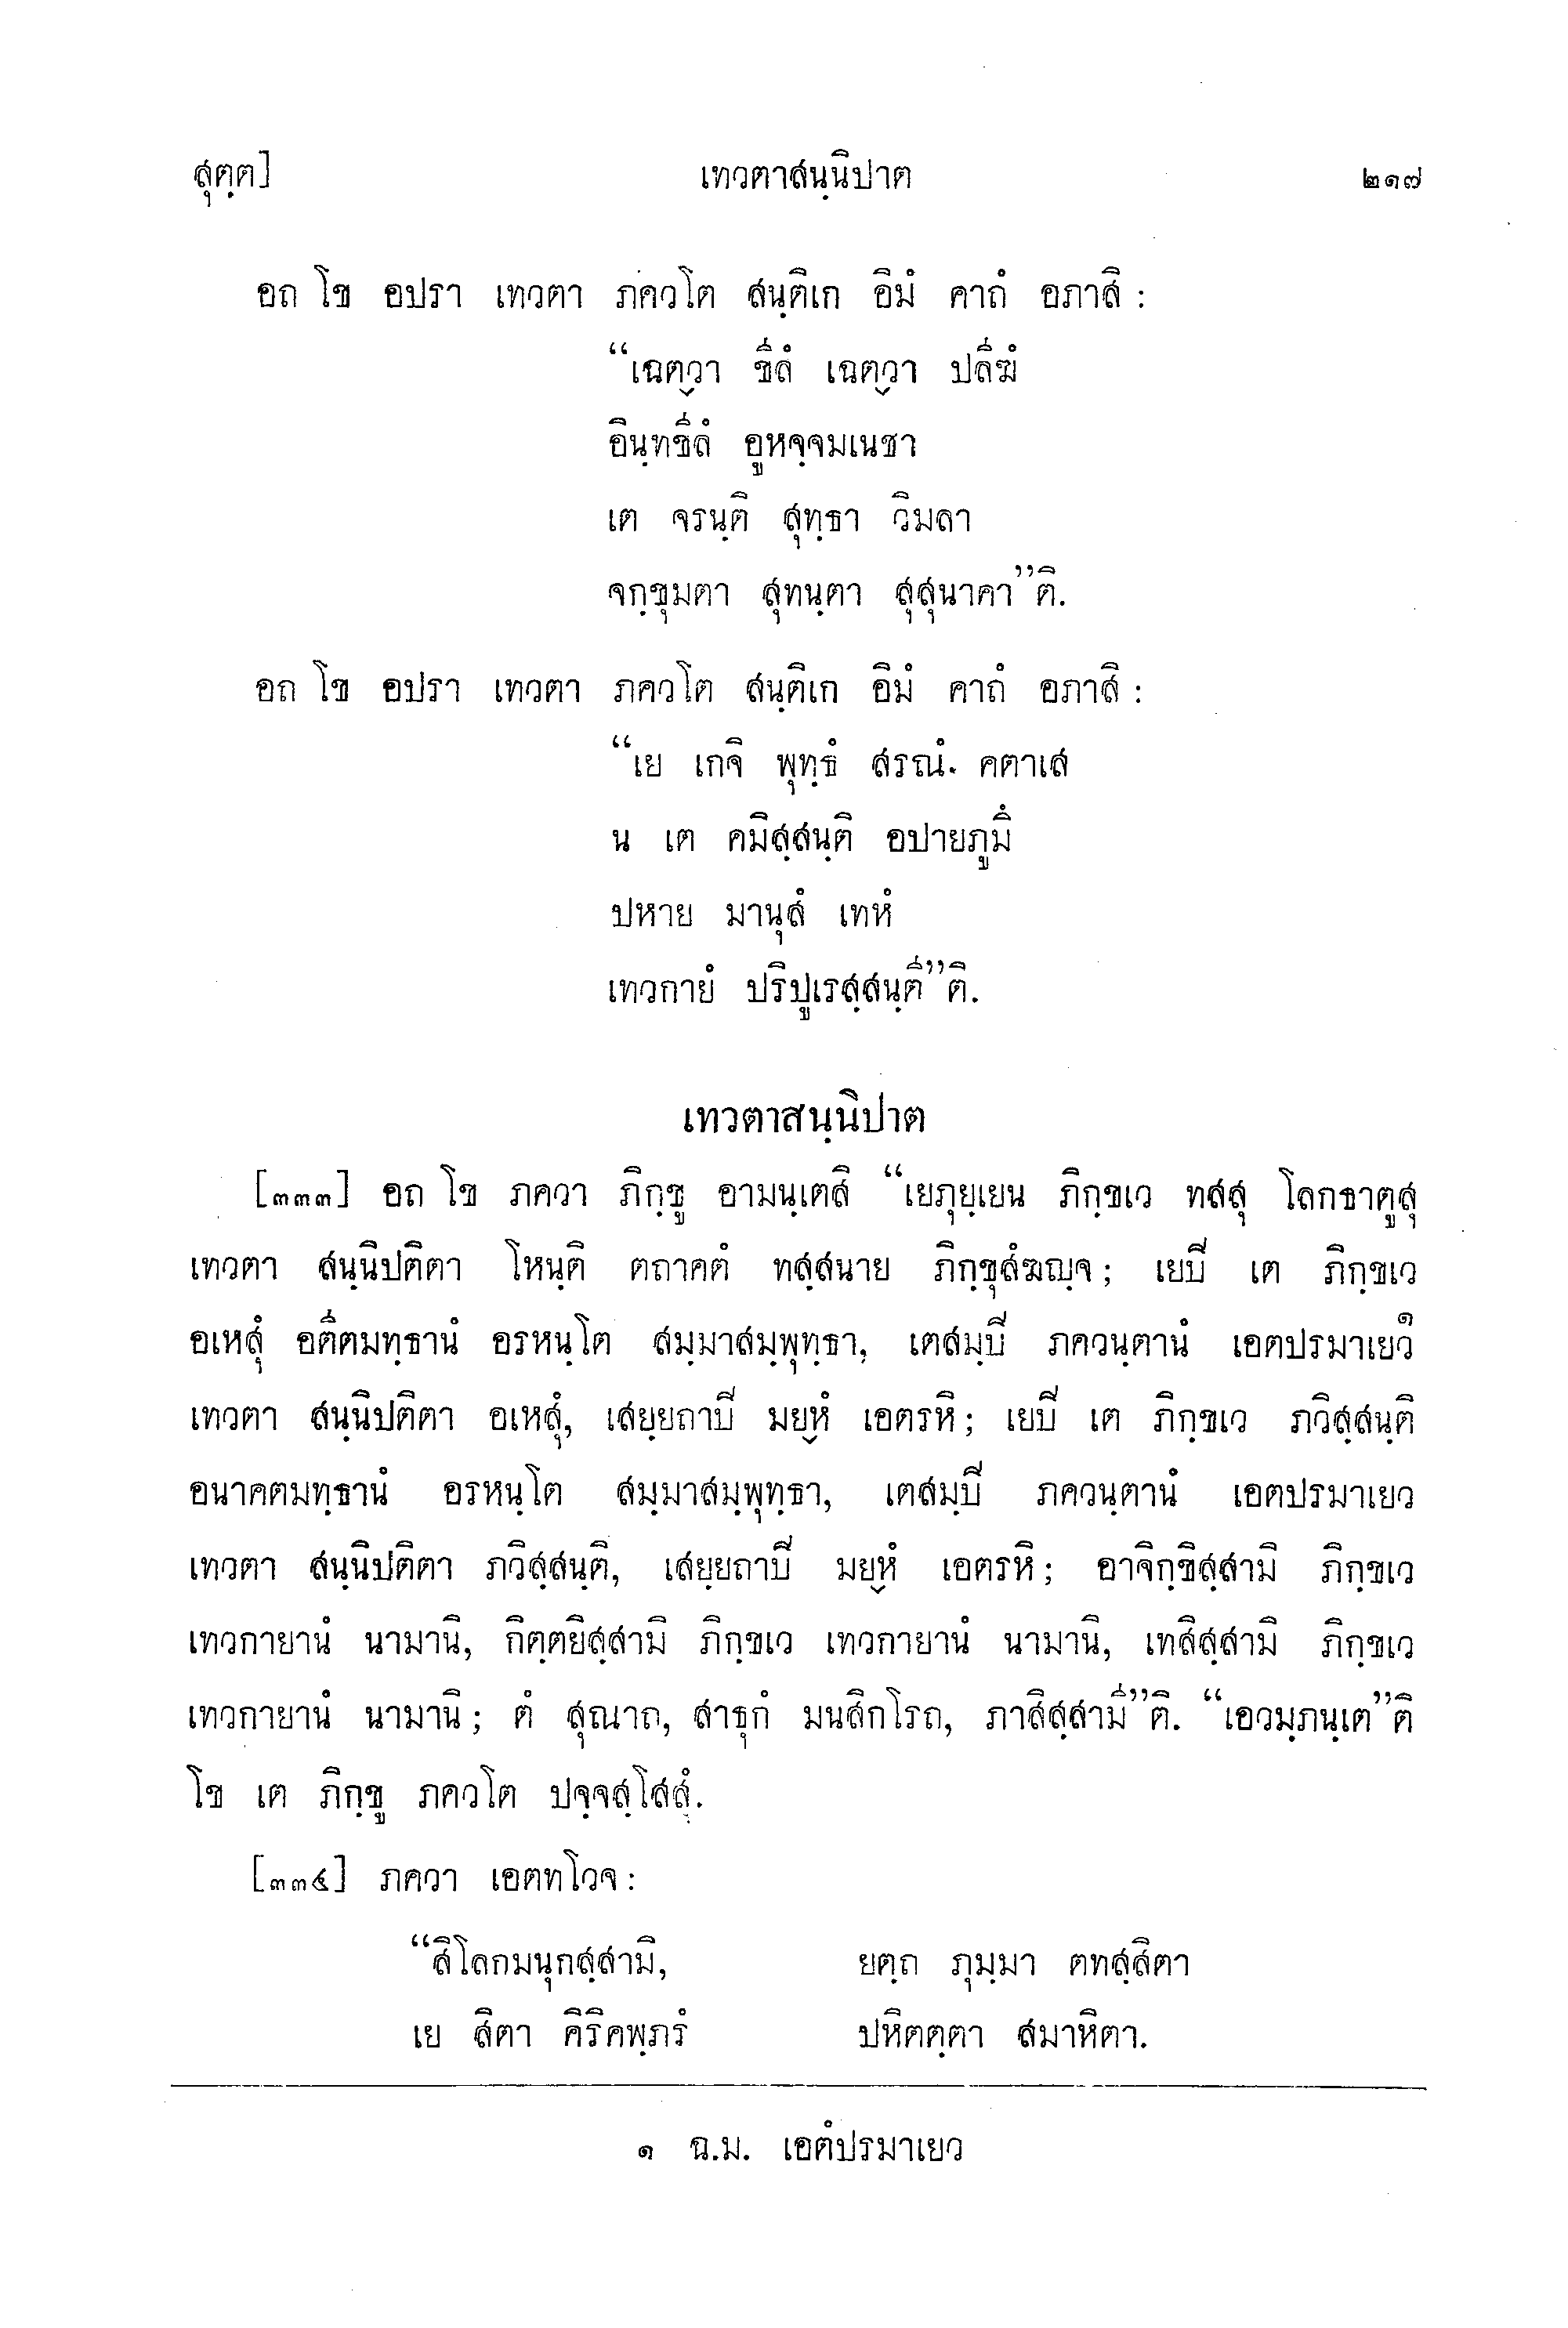 สุตฺต] เทวตาสนฺนิปาต ๒๑๗
อถ โข อปรา เทวตา ภควโต สนฺติเก อิมํ คาถํ อภาสิ :
“เฉตฺวา ขีลํ เฉตฺวา ปลีฆํ
อินฺทขีลํ อูหจฺจมเนชา
เต จรนฺติ สุทฺธา วิมลา
จกฺขุมตา สุทนฺตา สุสุนาคา”ติ.
อถ โข อปรา เทวตา ภควโต สนฺติเก อิมํ คาถํ อภาสิ :
“เย เกจิ พุทฺธํ สรณํ คตาเส
น เต คมิสฺสนฺติ อปายภูมึ
ปหาย มานุสํ เทหํ
เทวกายํ ปริปูเรสฺสนฺตี”ติ.
เทวตาสนฺนิปาต
[๓๓๓] อถ โข ภควา ภิกฺขู อามนฺเตสิ “เยภุยฺเยน ภิกฺขเว ทสสุ โลกธาตูสุ
เทวตา สนฺนิปติตา โหนฺติ ตถาคตํ ทสฺสนาย ภิกฺขุสํฆญฺจ; เยปิ เต ภิกฺขเว
อเหสุํ อตีตมทฺธานํ อรหนฺโต สมฺมาสมฺพุทฺธา, เตสมฺปิ ภควนฺตานํ เอตปรมาเยว๑
เทวตา สนฺนิปติตา อเหสุํ, เสยฺยถาปิ มยฺหํ เอตรหิ; เยปิ เต ภิกฺขเว ภวิสฺสนฺติ
อนาคตมทฺธานํ อรหนฺโต สมฺมาสมฺพุทฺธา, เตสมฺปิ ภควนฺตานํ เอตปรมาเยว
เทวตา สนฺนิปติตา ภวิสฺสนฺติ, เสยฺยถาปิ มยฺหํ เอตรหิ; อาจิกฺขิสฺสามิ ภิกฺขเว
เทวกายานํ นามานิ, กิตฺตยิสฺสามิ ภิกฺขเว เทวกายานํ นามานิ, เทสิสฺสามิ ภิกฺขเว
เทวกายานํ นามานิ; ตํ สุณาถ, สาธุกํ มนสิกโรถ, ภาสิสฺสามี”ติ. “เอวมฺภนฺเต”ติ
โข เต ภิกฺขู ภควโต ปจฺจสฺโสสุํ.
[๓๓๔] ภควา เอตทโวจ :
“สิโลกมนุกสฺสามิ, ยตฺถ ภุมฺมา ตทสฺสิตา
เย สิตา คิริคพฺภรํ ปหิตตฺตา สมาหิตา.
๑ ฉ.ม. เอตํปรมาเยว